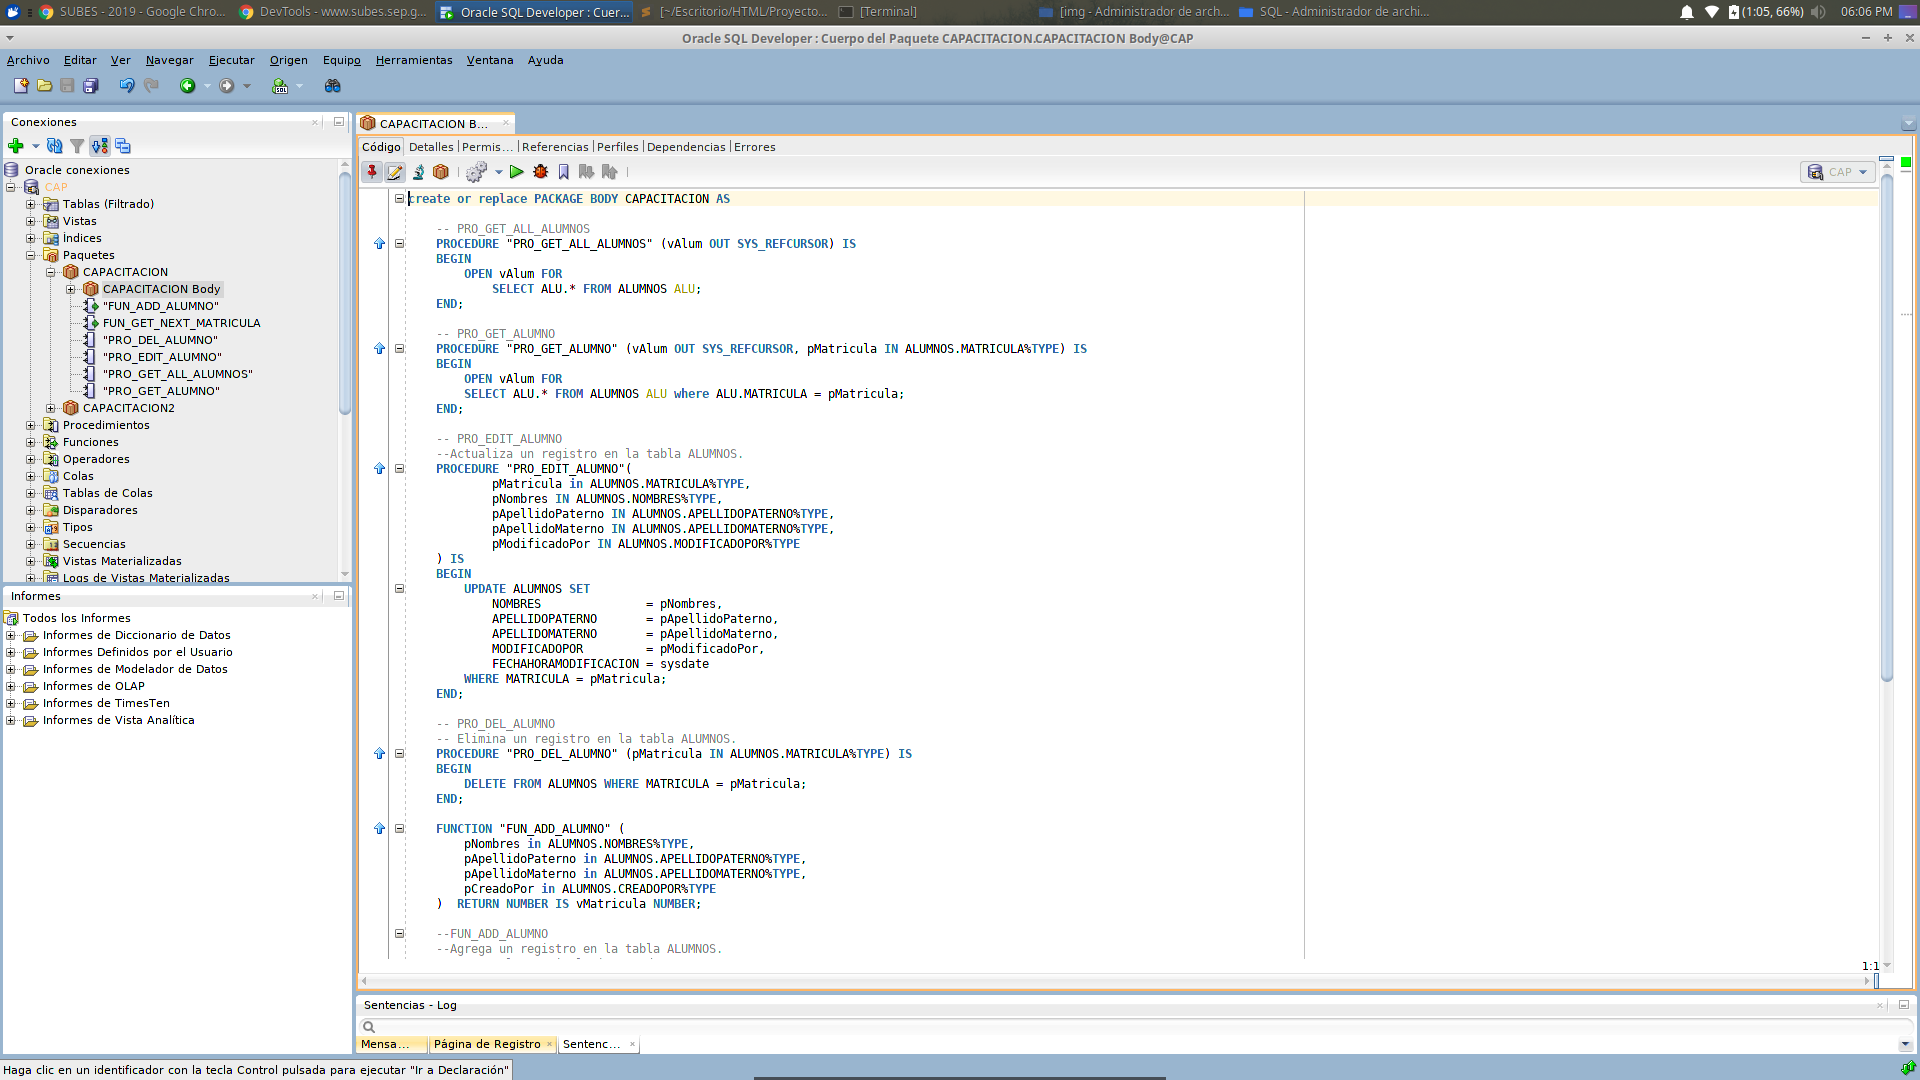 SUBES - 2019 - Google Chro...
DevTools - www.subes.sep.g...
Oracle SQL Developer : Cuer...
[~/Escritorio/HTML/Proyecto...
[Terminal]
[img - Administrador de arch...
SQL - Administrador de archi...
(1:05, 66%)
06:06 PM
Oracle SQL Developer : Cuerpo del Paquete CAPACITACION.CAPACITACION Body@CAP
Archivo Editar Ver Navegar Ejecutar Origen Equipo Herramientas Ventana Ayuda
Conexiones
Oracle conexiones
CAP
Tablas (Filtrado)
Vistas
Índices
Paquetes
CAPACITACION
CAPACITACION Body
"FUN_ADD_ALUMNO"
FUN_GET_NEXT_MATRICULA
"PRO_DEL_ALUMNO"
"PRO_EDIT_ALUMNO"
"PRO_GET_ALL_ALUMNOS"
"PRO_GET_ALUMNO"
CAPACITACION2
Procedimientos
Funciones
Operadores
Colas
Tablas de Colas
Disparadores
Tipos
Secuencias
Vistas Materializadas
Logs de Vistas Materializadas
Informes
Todos los Informes
Informes de Diccionario de Datos
Informes Definidos por el Usuario
Informes de Modelador de Datos
Informes de OLAP
Informes de TimesTen
Informes de Vista Analítica
CAPACITACION B...
Código Detalles Permis... Referencias Perfiles Dependencias Errores
CAP
create or replace PACKAGE BODY CAPACITACION AS
-- PRO_GET_ALL_ALUMNOS
PROCEDURE "PRO_GET_ALL_ALUMNOS" (vAlum OUT SYS_REFCURSOR) IS
BEGIN
OPEN vAlum FOR
SELECT ALU.* FROM ALUMNOS ALU;
END;
-- PRO_GET_ALUMNO
PROCEDURE "PRO_GET_ALUMNO" (vAlum OUT SYS_REFCURSOR, pMatricula IN ALUMNOS.MATRICULA%TYPE) IS
BEGIN
OPEN vAlum FOR
SELECT ALU.* FROM ALUMNOS ALU where ALU.MATRICULA = pMatricula;
END;
-- PRO_EDIT_ALUMNO
--Actualiza un registro en la tabla ALUMNOS.
PROCEDURE "PRO_EDIT_ALUMNO"(
pMatricula in ALUMNOS.MATRICULA%TYPE,
pNombres IN ALUMNOS.NOMBRES%TYPE,
pApellidoPaterno IN ALUMNOS.APELLIDOPATERNO%TYPE,
pApellidoMaterno IN ALUMNOS.APELLIDOMATERNO%TYPE,
pModificadoPor IN ALUMNOS.MODIFICADOPOR%TYPE
) IS
BEGIN
UPDATE ALUMNOS SET
NOMBRES = pNombres,
APELLIDOPATERNO = pApellidoPaterno,
APELLIDOMATERNO = pApellidoMaterno,
MODIFICADOPOR = pModificadoPor,
FECHAHORAMODIFICACION = sysdate
WHERE MATRICULA = pMatricula;
END;
-- PRO_DEL_ALUMNO
-- Elimina un registro en la tabla ALUMNOS.
PROCEDURE "PRO_DEL_ALUMNO" (pMatricula IN ALUMNOS.MATRICULA%TYPE) IS
BEGIN
DELETE FROM ALUMNOS WHERE MATRICULA = pMatricula;
END;
FUNCTION "FUN_ADD_ALUMNO" (
pNombres in ALUMNOS.NOMBRES%TYPE,
pApellidoPaterno in ALUMNOS.APELLIDOPATERNO%TYPE,
pApellidoMaterno in ALUMNOS.APELLIDOMATERNO%TYPE,
pCreadoPor in ALUMNOS.CREADOPOR%TYPE
) RETURN NUMBER IS vMatricula NUMBER;
--FUN_ADD_ALUMNO
--Agrega un registro en la tabla ALUMNOS.
1:1
Sentencias - Log
Mensa...
Página de Registro
Sentenc...
Haga clic en un identificador con la tecla Control pulsada para ejecutar "Ir a Declaración"